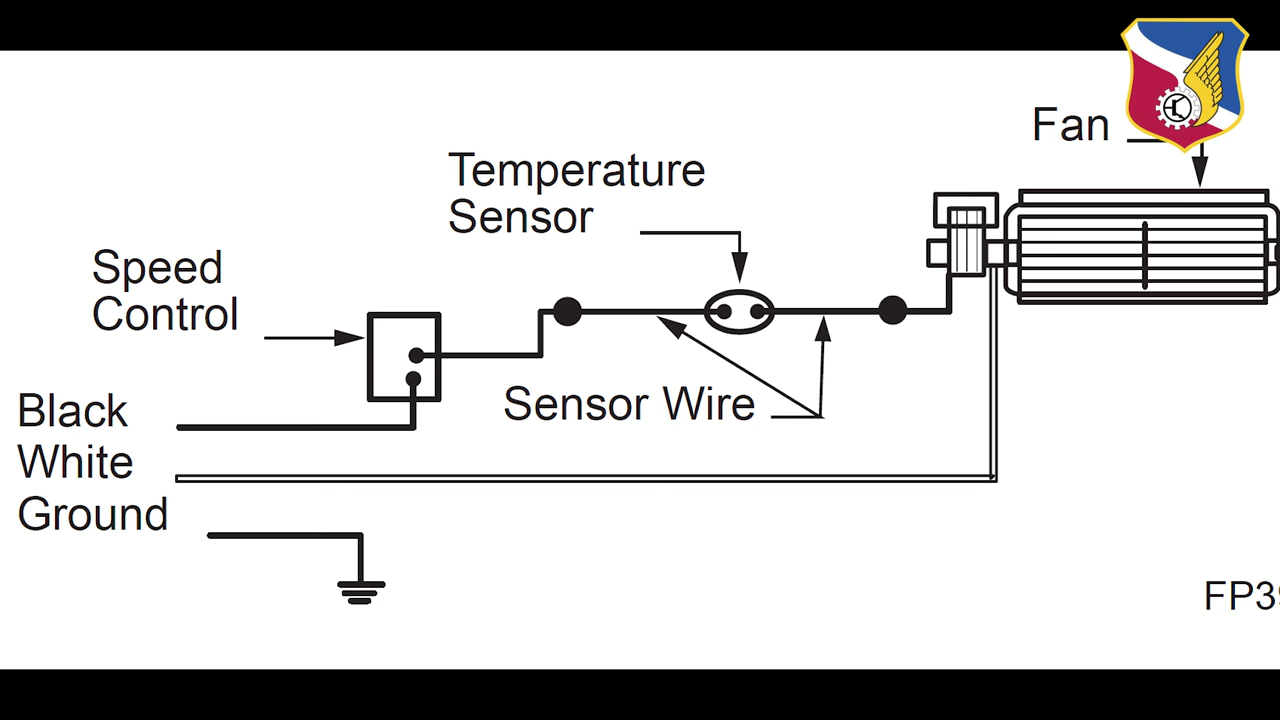 Fan
Temperature
Sensor
Speed
Control
Sensor Wire
Black
White
Ground